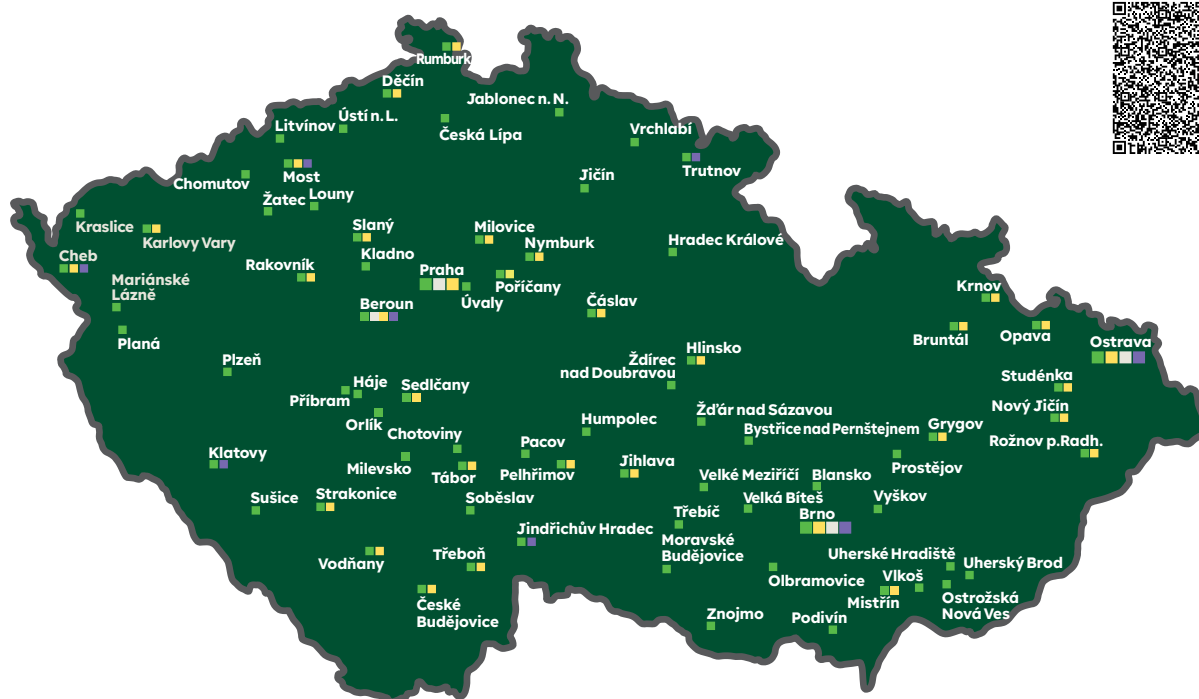 Rumburk
Děčín
Jablonec n. N.
Ústí n. L.
Litvínov
Česká Lípa
Vrchlabí
Trutnov
Most
Chomutov
Jičín
Žatec
Louny
Kraslice
Karlovy Vary
Slaný
Milovice
Nymburk
Hradec Králové
Cheb
Kladno
Rakovník
Praha
Poříčany
Mariánské
Lázně
Úvaly
Krnov
Beroun
Čáslav
Planá
Bruntál
Opava
Ostrava
Hlinsko
Plzeň
Ždírec
nad Doubravou
Studénka
Háje
Sedlčany
Příbram
Nový Jičín
Orlík
Humpolec
Žďár nad Sázavou
Grygov
Bystřice nad Pernštejnem
Chotoviny
Rožnov p.Radh.
Klatovy
Pacov
Jihlava
Milevsko
Prostějov
Tábor
Pelhřimov
Velké Meziříčí
Blansko
Sušice
Strakonice
Soběslav
Velká Bíteš
Vyškov
Třebíč
Brno
Jindřichův Hradec
Moravské
Budějovice
Vodňany
Třeboň
Uherské Hradiště
Uherský Brod
Olbramovice
Vlkoš
Mistřín
Ostrožská
Nová Ves
České
Budějovice
Znojmo
Podivín